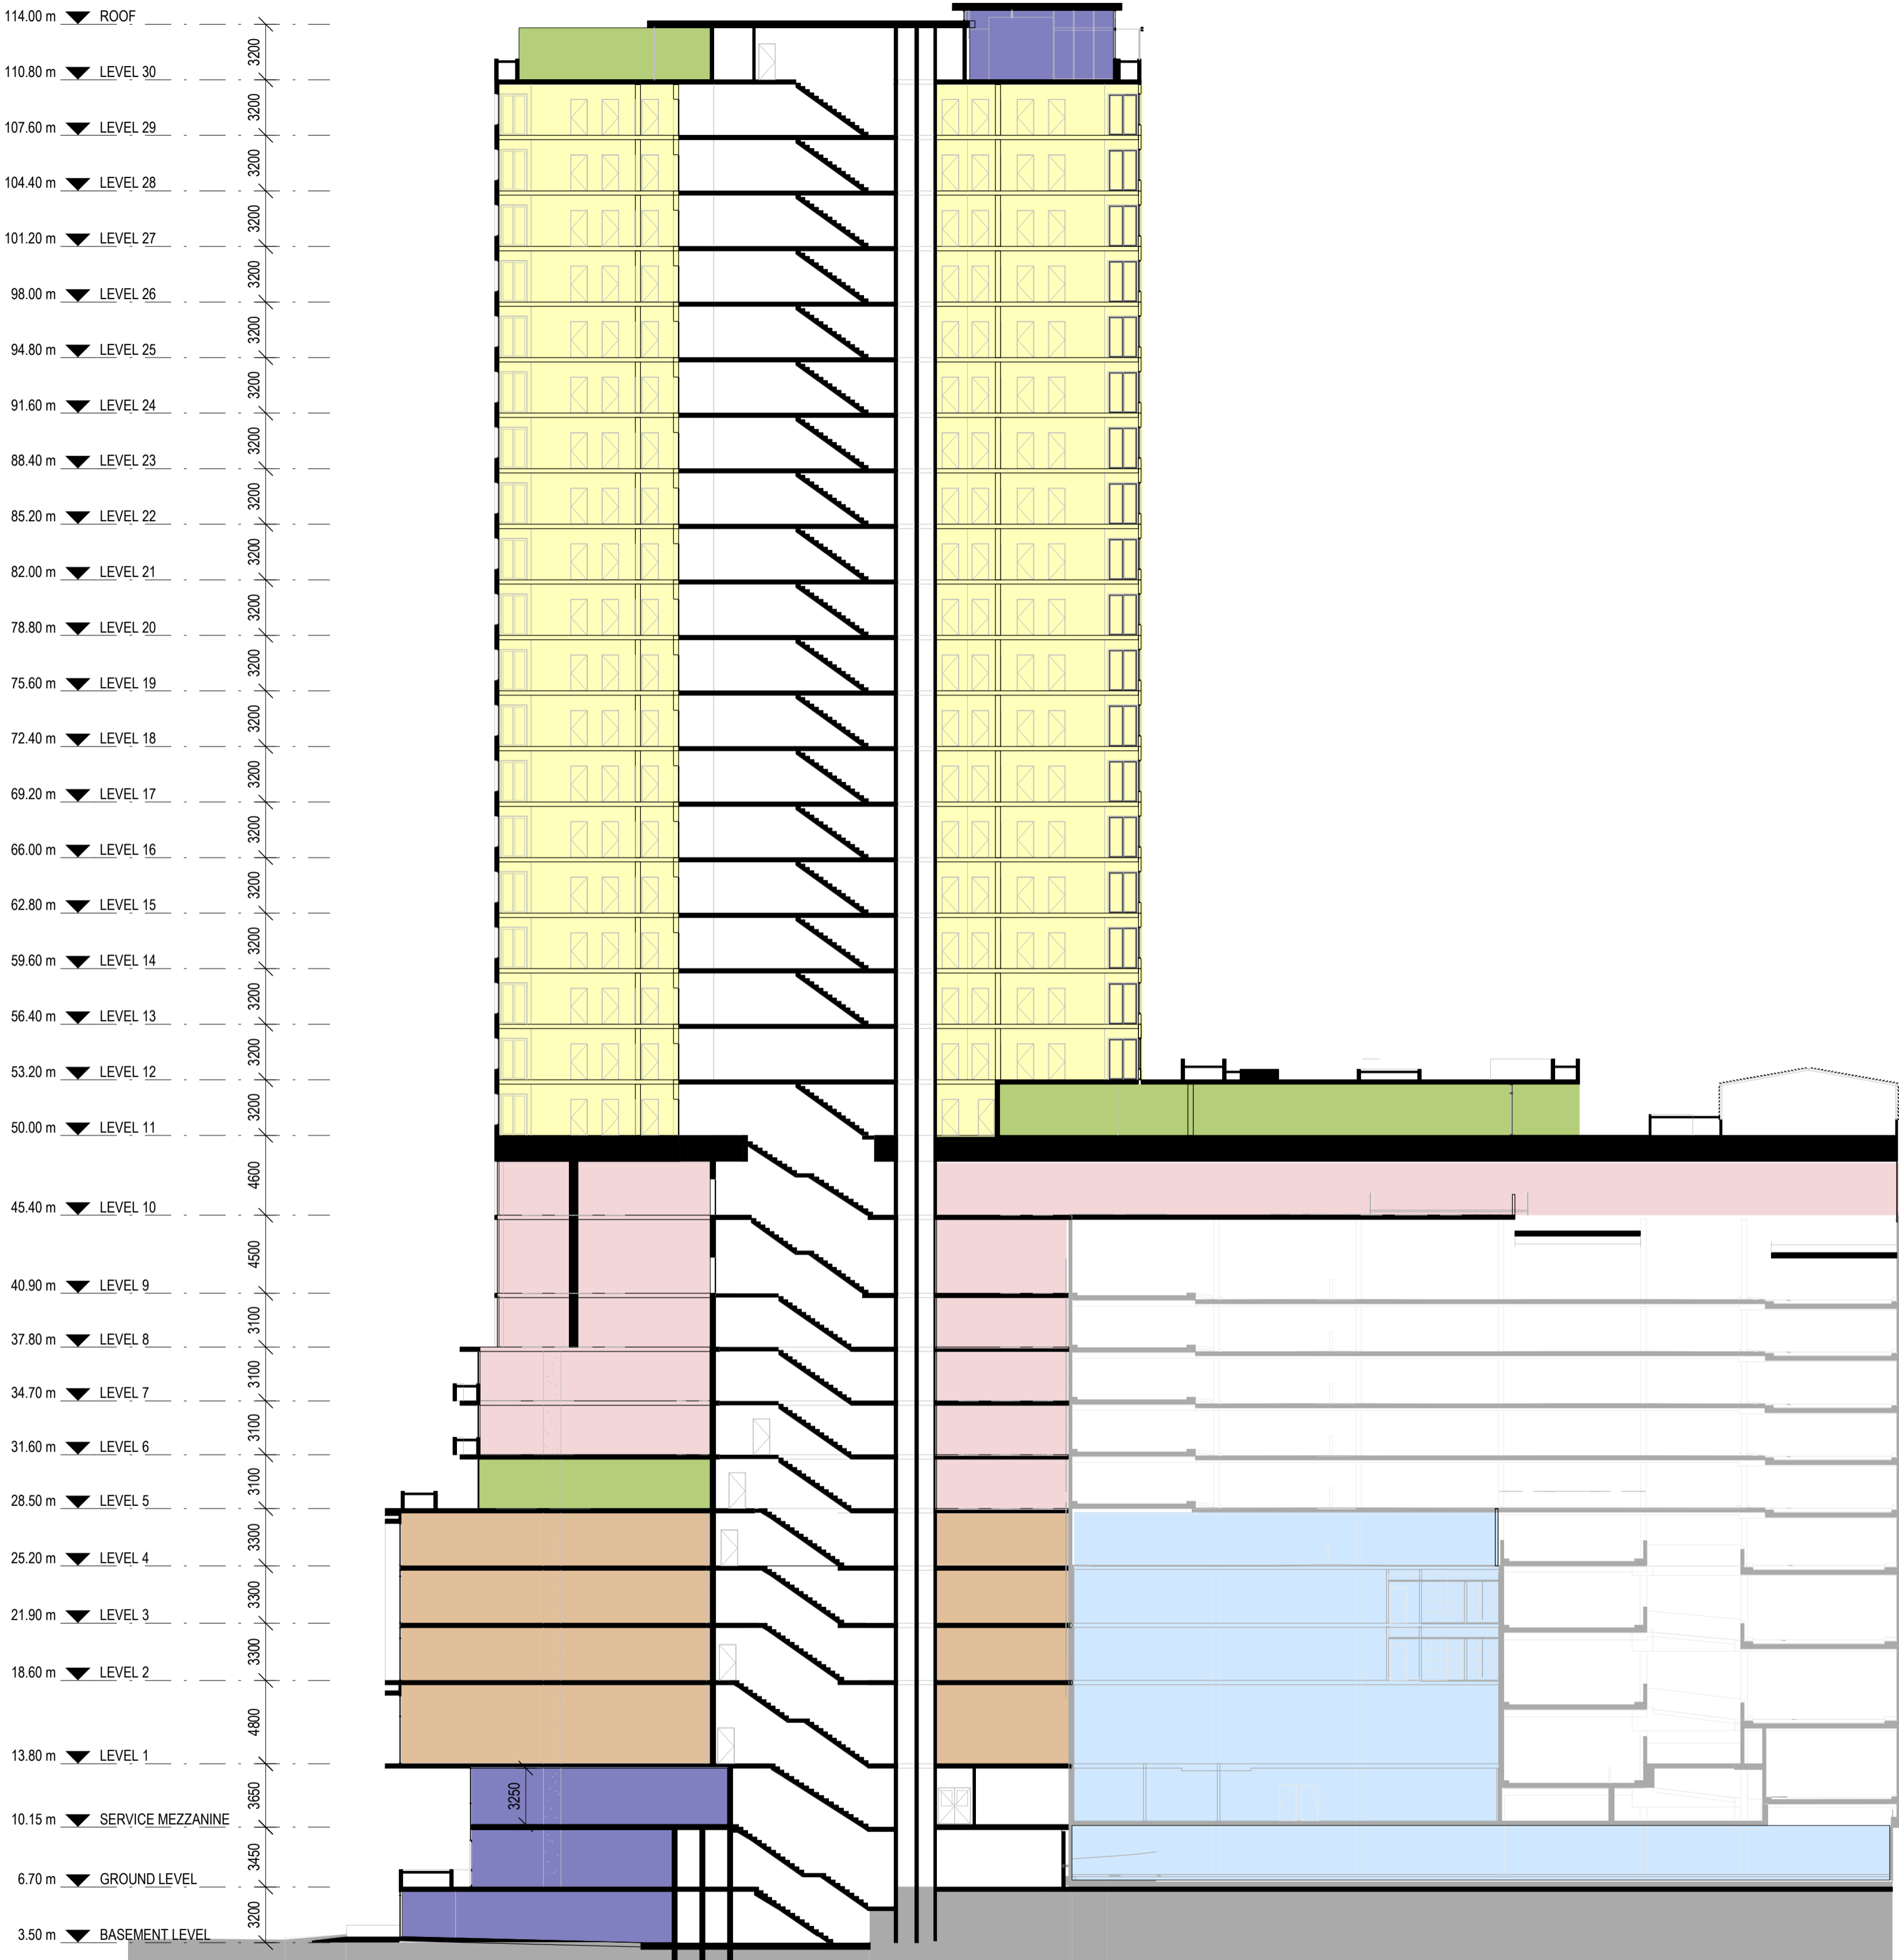 114.00 m ROOF
3200
110.80 m LEVEL 30
3200
107.60 m LEVEL 29
3200
104.40 m LEVEL 28
3200
101.20 m LEVEL 27
3200
98.00 m LEVEL 26
3200
94.80 m LEVEL 25
3200
91.60 m LEVEL 24
3200
88.40 m LEVEL 23
3200
85.20 m LEVEL 22
3200
82.00 m LEVEL 21
3200
78.80 m LEVEL 20
3200
75.60 m LEVEL 19
3200
72.40 m LEVEL 18
3200
69.20 m LEVEL 17
3200
66.00 m LEVEL 16
3200
62.80 m LEVEL 15
3200
59.60 m LEVEL 14
3200
56.40 m LEVEL 13
3200
53.20 m LEVEL 12
3200
50.00 m LEVEL 11
4600
45.40 m LEVEL 10
4500
40.90 m LEVEL 9
3100
37.80 m LEVEL 8
3100
34.70 m LEVEL 7
3100
31.60 m LEVEL 6
3100
28.50 m LEVEL 5
3300
25.20 m LEVEL 4
3300
21.90 m LEVEL 3
3300
18.60 m LEVEL 2
4800
13.80 m LEVEL 1
3650
3250
10.15 m SERVICE MEZZANINE
3450
6.70 m GROUND LEVEL
3200
3.50 m BASEMENT LEVEL